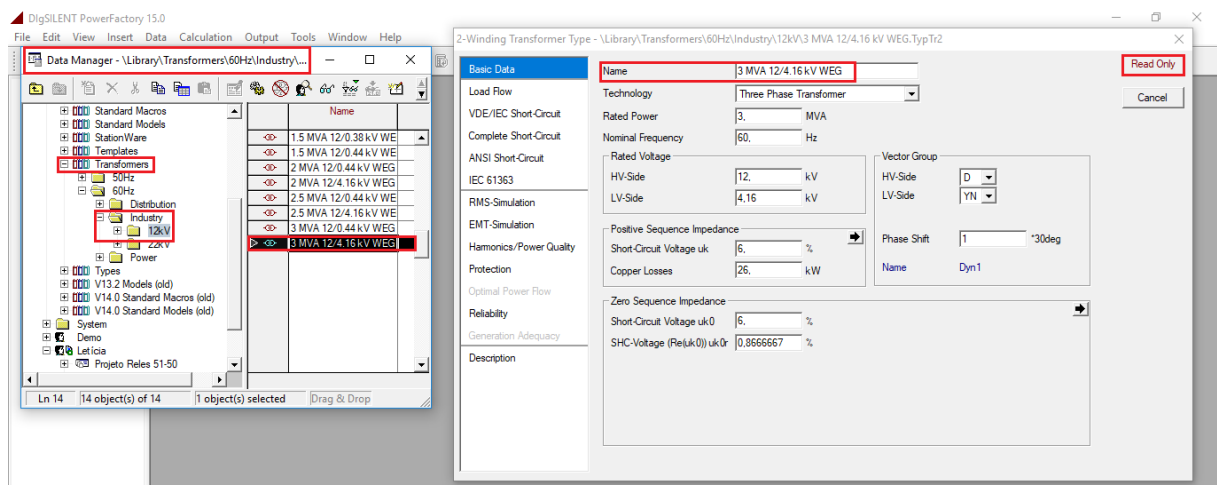 DIgSILENT PowerFactory 15.0
File Edit View Insert Data Calculation Output Tools Window Help
Data Manager - \Library\Transformers\60Hz\Industry\...
Standard Macros
Standard Models
StationWare
Templates
Transformers
50Hz
60Hz
Distribution
Industry
12kV
22kV
Power
Types
V13.2 Models (old)
V14.0 Standard Macros (old)
V14.0 Standard Models (old)
System
Demo
Letícia
Projeto Reles 51-50
Name
1.5 MVA 12/0.38 kV WE
1.5 MVA 12/0.44 kV WE
2 MVA 12/0.44 kV WEG
2 MVA 12/4.16 kV WEG
2.5 MVA 12/0.44 kV WE
2.5 MVA 12/4.16 kV WE
3 MVA 12/0.44 kV WEG
3 MVA 12/4.16 kV WEG
Ln 14 14 object(s) of 14 1 object(s) selected Drag & Drop
2-Winding Transformer Type - \Library\Transformers\60Hz\Industry\12kV\3 MVA 12/4.16 kV WEG.TypTr2
Basic Data
Load Flow
VDE/IEC Short-Circuit
Complete Short-Circuit
ANSI Short-Circuit
IEC 61363
RMS-Simulation
EMT-Simulation
Harmonics/Power Quality
Protection
Optimal Power Flow
Reliability
Generation Adequacy
Description
Name 3 MVA 12/4.16 kV WEG
Technology Three Phase Transformer
Rated Power 3, MVA
Nominal Frequency 60, Hz
Rated Voltage
HV-Side 12, kV
LV-Side 4,16 kV
Vector Group
HV-Side D
LV-Side YN
Positive Sequence Impedance
Short-Circuit Voltage uk 6, %
Copper Losses 26, kW
Phase Shift 1 *30deg
Name Dyn1
Zero Sequence Impedance
Short-Circuit Voltage uk0 6, %
SHC-Voltage (Re(uk0)) uk0r 0,8666667 %
Read Only
Cancel